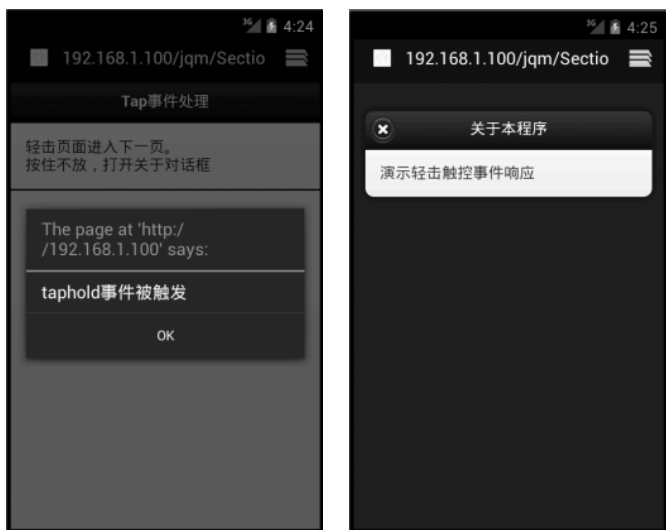 3G 4:24
192.168.1.100/jqm/Sectio
Tap事件处理
轻击页面进入下一页。
按住不放，打开关于对话框
The page at 'http:/
/192.168.1.100' says:
taphold事件被触发
OK
3G 4:25
192.168.1.100/jqm/Sectio
关于本程序
演示轻击触控事件响应